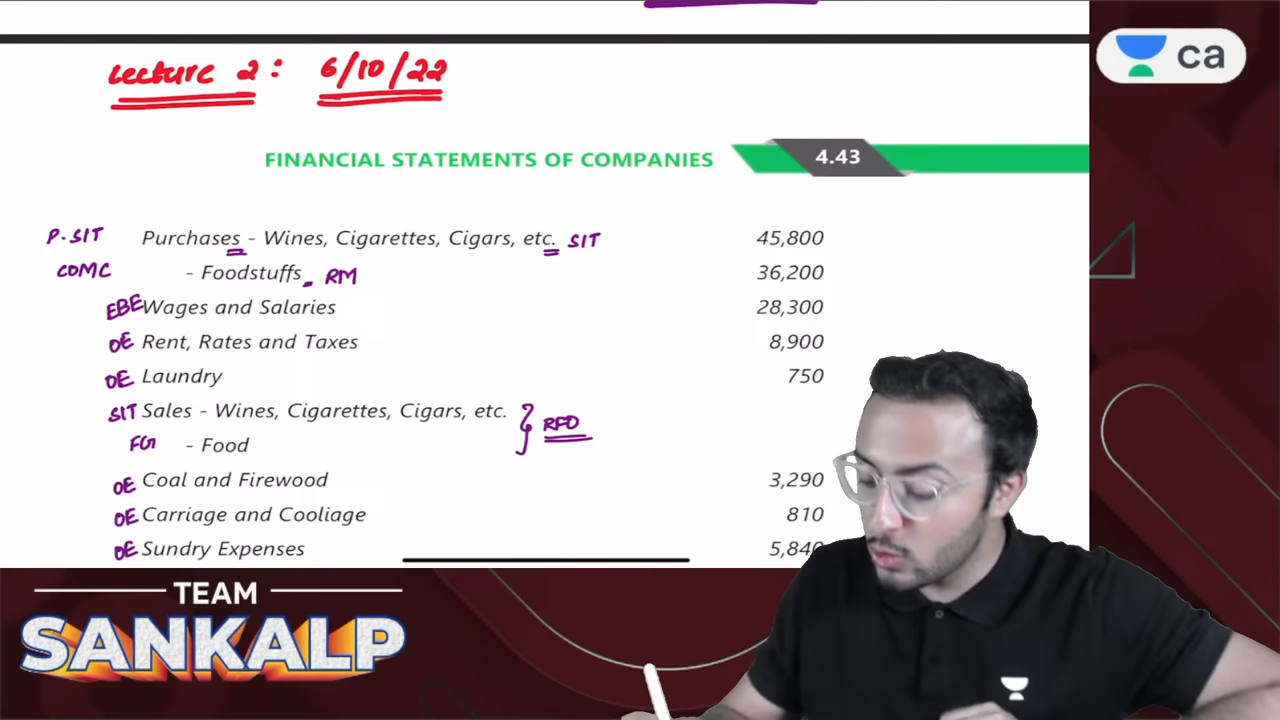 Lecture 2 : 6/10/22
ca
FINANCIAL STATEMENTS OF COMPANIES 4.43
P.SIT Purchases - Wines, Cigarettes, Cigars, etc. SIT 45,800
COMC - Foodstuffs RM 36,200
EBE Wages and Salaries 28,300
OE Rent, Rates and Taxes 8,900
OE Laundry 750
SIT Sales - Wines, Cigarettes, Cigars, etc.
RFO
FG - Food
OE Coal and Firewood 3,290
OE Carriage and Cooliage 810
OE Sundry Expenses 5,840
TEAM
SANKALP